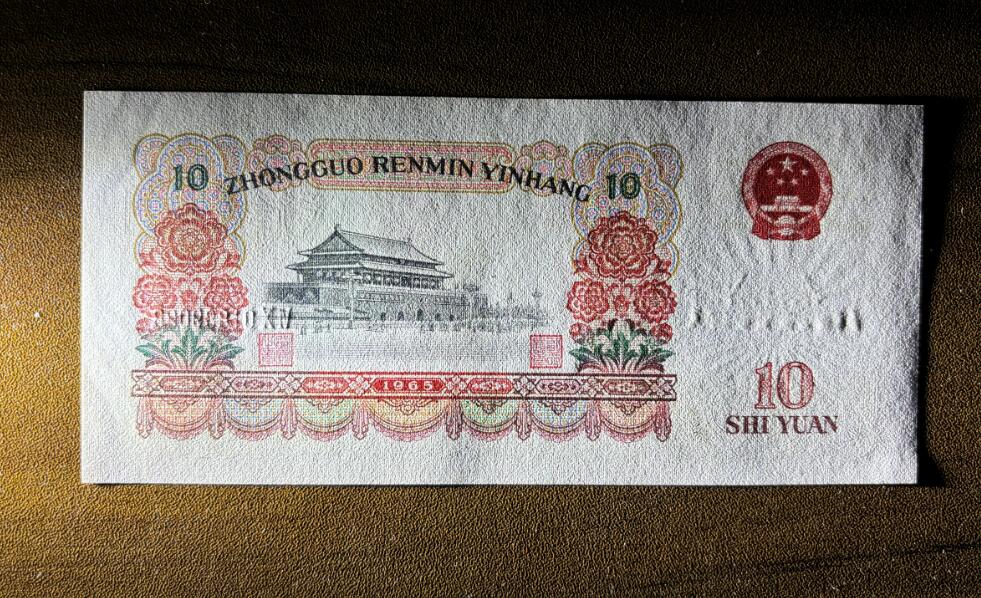 10 ZHONGGUO RENMIN YINHANG 10
1965
10
SHI YUAN